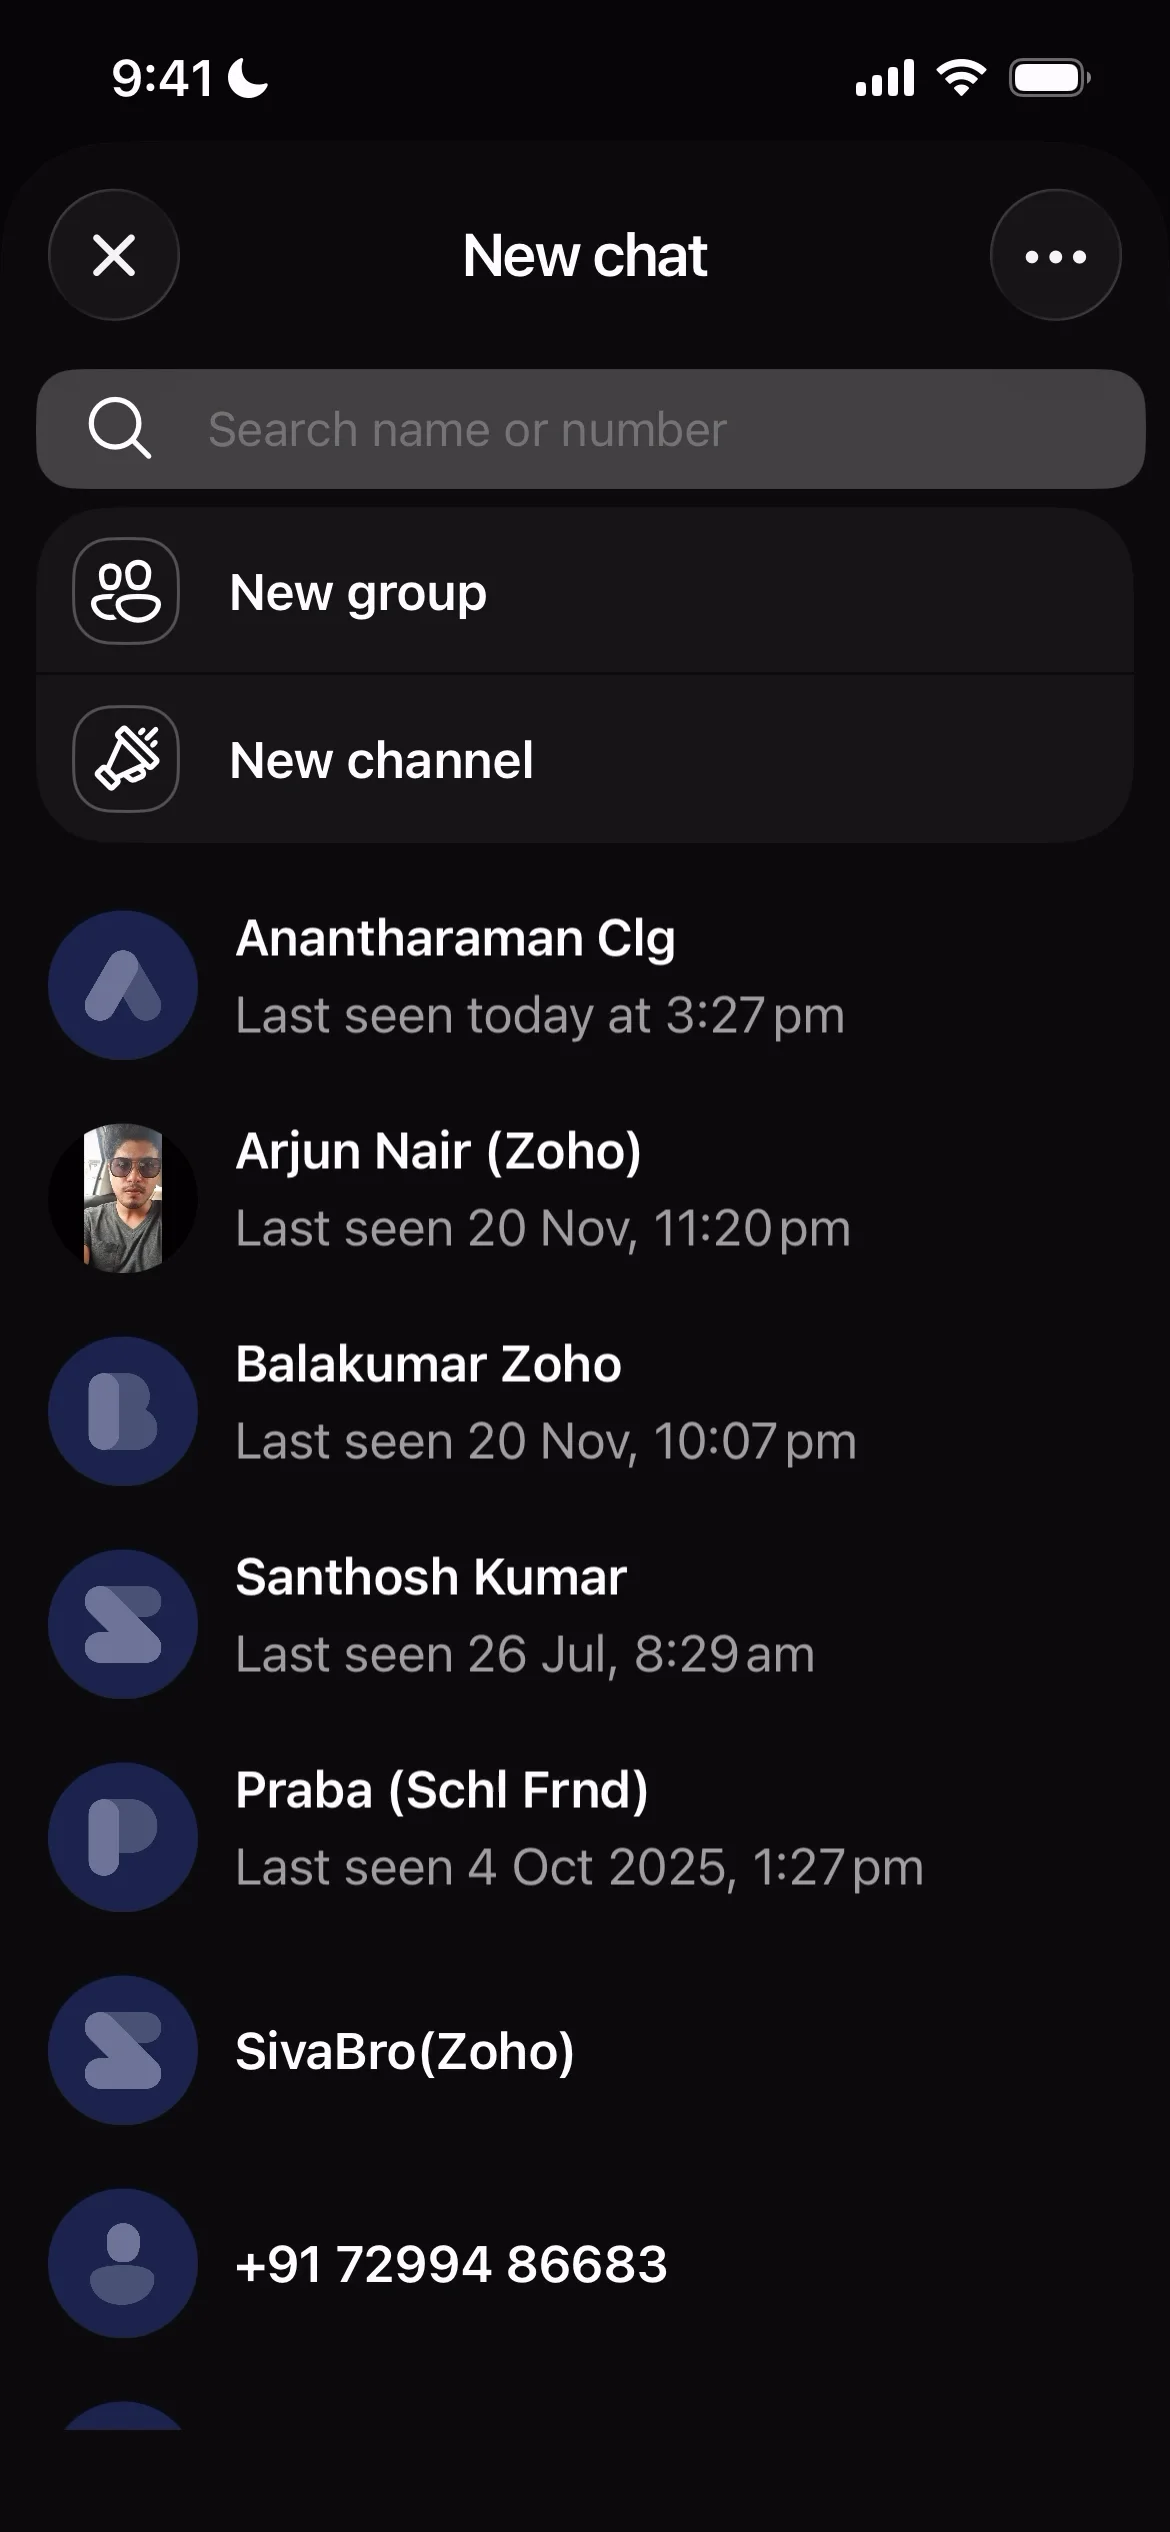 9:41
New chat
Search name or number
New group
New channel
Anantharaman Clg
Last seen today at 3:27 pm
Arjun Nair (Zoho)
Last seen 20 Nov, 11:20 pm
Balakumar Zoho
Last seen 20 Nov, 10:07 pm
Santhosh Kumar
Last seen 26 Jul, 8:29 am
Praba (Schl Frnd)
Last seen 4 Oct 2025, 1:27 pm
SivaBro(Zoho)
+91 72994 86683